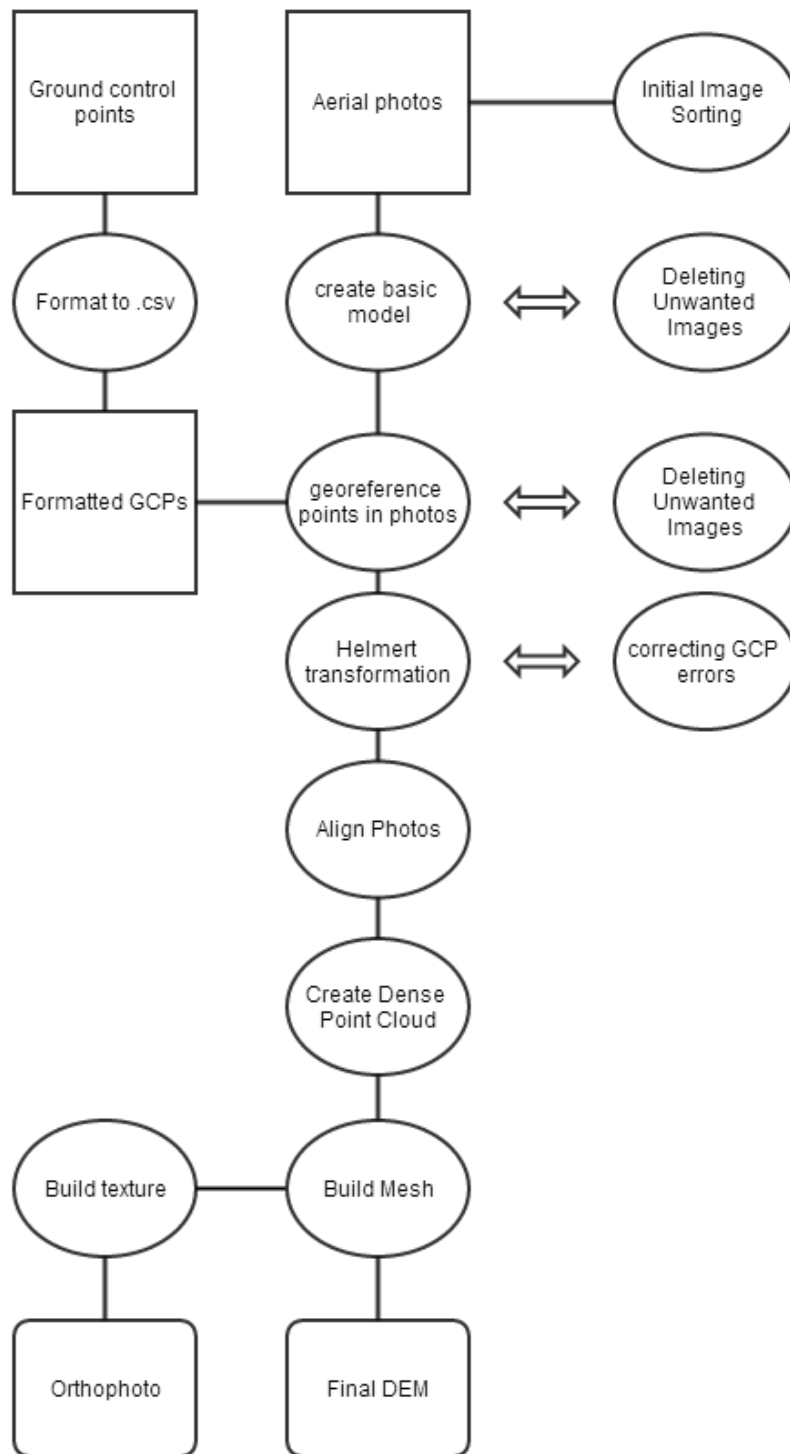 Ground control
points
Aerial photos
Initial Image
Sorting
Format to .csv
create basic
model
Deleting
Unwanted
Images
Formatted GCPs
georeference
points in photos
Deleting
Unwanted
Images
Helmert
transformation
correcting GCP
errors
Align Photos
Create Dense
Point Cloud
Build texture
Build Mesh
Orthophoto
Final DEM